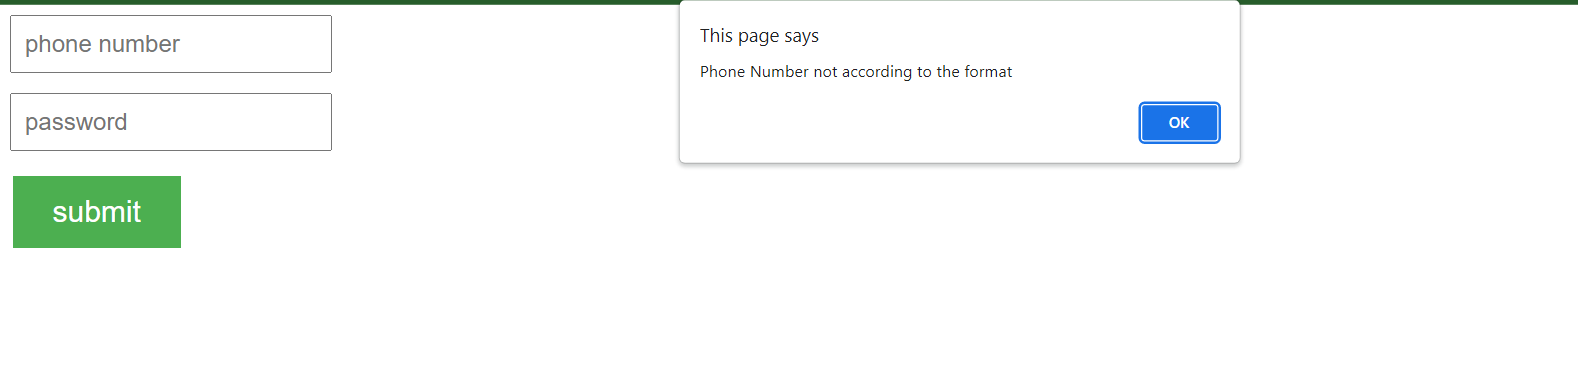 phone number
password
submit
This page says
Phone Number not according to the format
OK